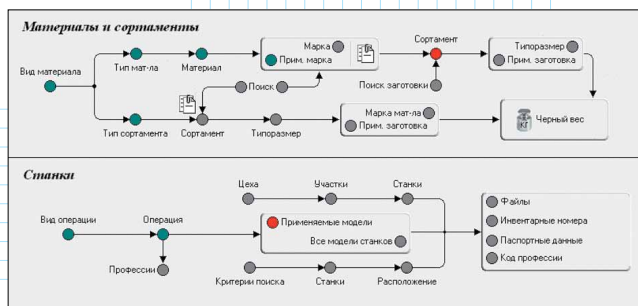 Материалы и сортаменты
Марка
Сортамент
Типоразмер
Тип мат-ла
Материал
Прим. марка
Прим. заготовка
Вид материала
Поиск
Поиск заготовки
Марка мат-ла
Прим. заготовка
Черный вес
КГ
Тип сортамента
Сортамент
Типоразмер
Станки
Цеха
Участки
Станки
Файлы
Вид операции
Операция
Применяемые модели
Инвентарные номера
Все модели станков
Паспортные данные
Код профессии
Профессии
Критерии поиска
Станки
Расположение